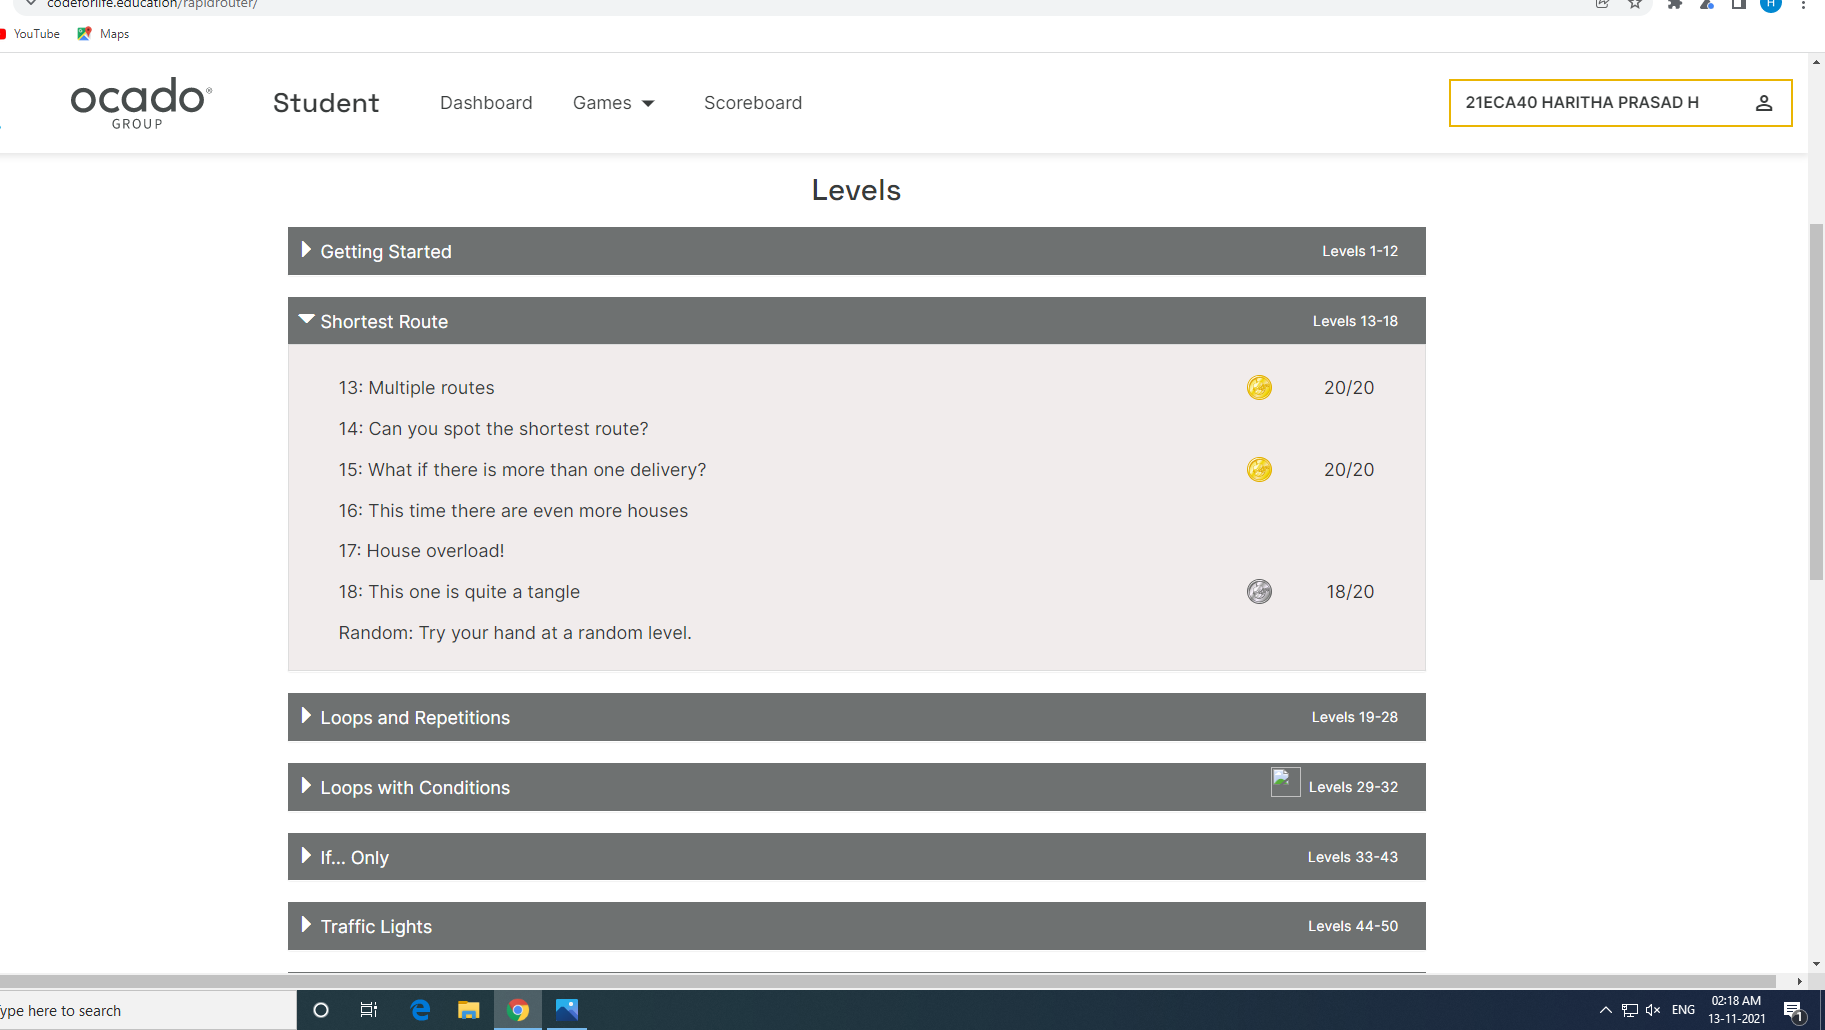 codeforlife.education/rapidrouter/
YouTube Maps
H
ocado®
GROUP
Student Dashboard Games Scoreboard 21ECA40 HARITHA PRASAD H
Levels
Getting Started Levels 1-12
Shortest Route Levels 13-18
13: Multiple routes 20/20
14: Can you spot the shortest route?
15: What if there is more than one delivery? 20/20
16: This time there are even more houses
17: House overload!
18: This one is quite a tangle 18/20
Random: Try your hand at a random level.
Loops and Repetitions Levels 19-28
Loops with Conditions Levels 29-32
If... Only Levels 33-43
Traffic Lights Levels 44-50
ype here to search
ENG
02:18 AM
13-11-2021
1